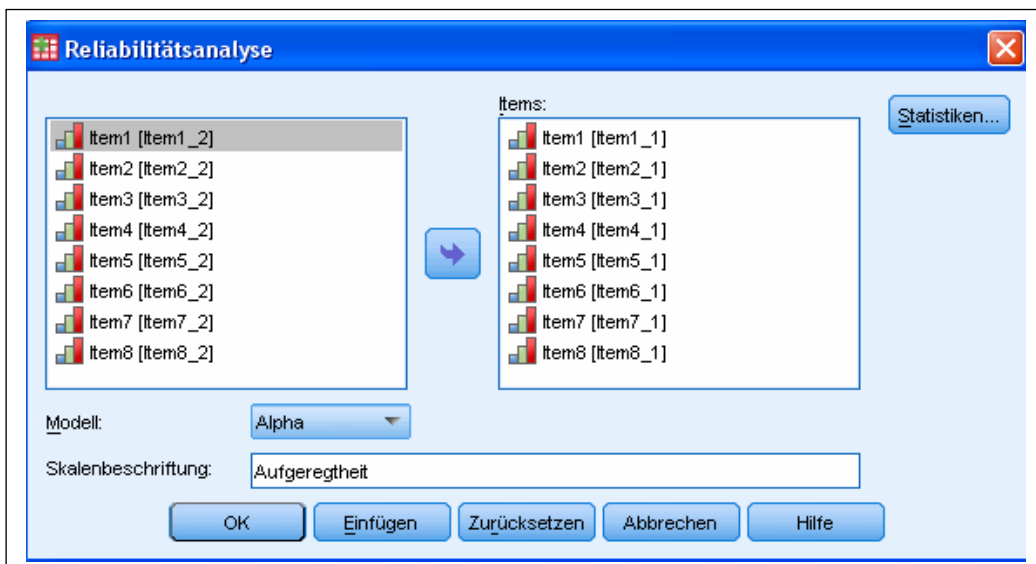 Reliabilitätsanalyse
Items:
Statistiken...
Item1 [Item1_2]
Item2 [Item2_2]
Item3 [Item3_2]
Item4 [Item4_2]
Item5 [Item5_2]
Item6 [Item6_2]
Item7 [Item7_2]
Item8 [Item8_2]
Item1 [Item1_1]
Item2 [Item2_1]
Item3 [Item3_1]
Item4 [Item4_1]
Item5 [Item5_1]
Item6 [Item6_1]
Item7 [Item7_1]
Item8 [Item8_1]
Modell: Alpha
Skalenbeschriftung: Aufgeregtheit
OK Einfügen Zurücksetzen Abbrechen Hilfe